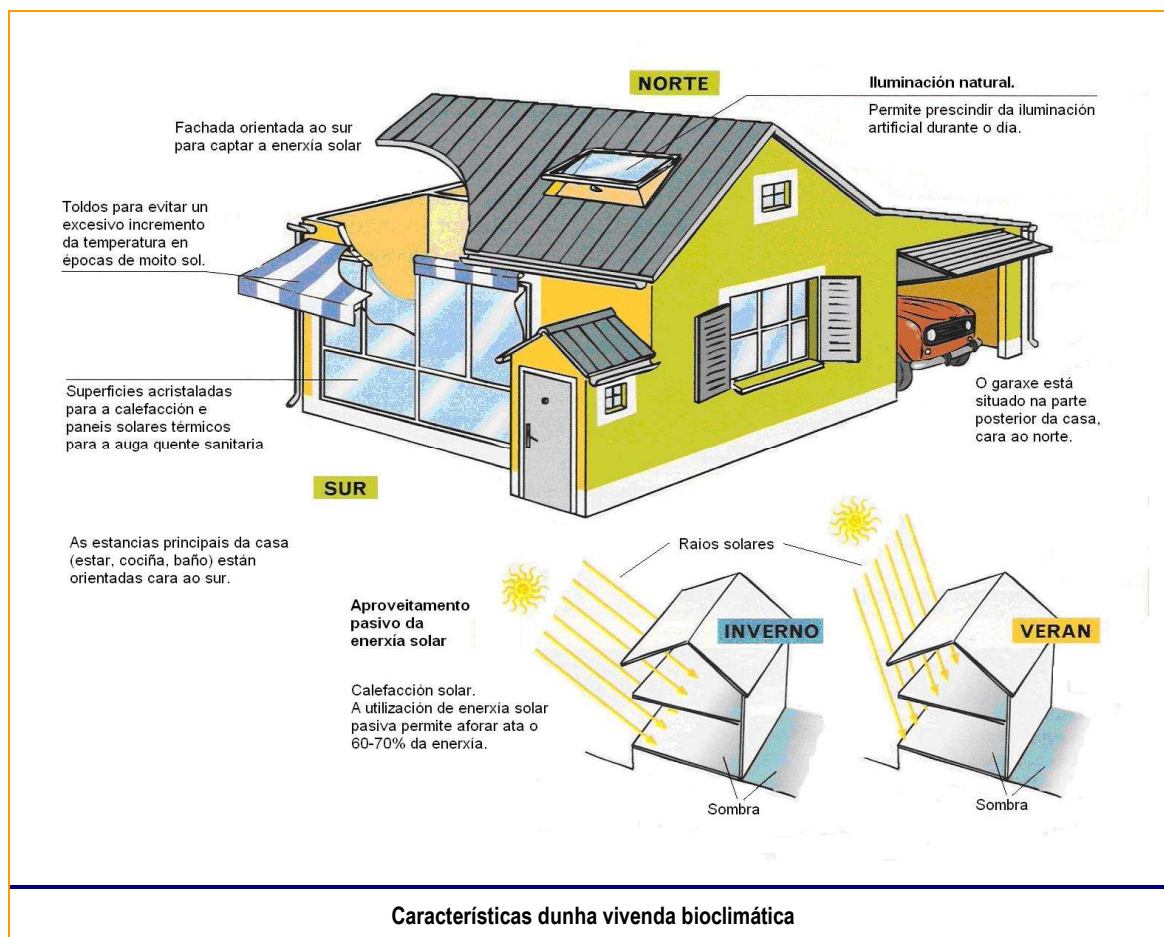 NORTE
Iluminación natural.
Permite prescindir da iluminación
artificial durante o día.
Fachada orientada ao sur
para captar a enerxía solar
Toldos para evitar un
excesivo incremento
da temperatura en
épocas de moito sol.
Superficies acristaladas
para a calefacción e
paneis solares térmicos
para a auga quente sanitaria
O garaxe está
situado na parte
posterior da casa,
cara ao norte.
SUR
As estancias principais da casa
(estar, cociña, baño) están
orientadas cara ao sur.
Raios solares
Aproveitamento
pasivo da
enerxía solar
INVERNO
VERAN
Calefacción solar.
A utilización de enerxía solar
pasiva permite aforar ata o
60-70% da enerxía.
Sombra
Sombra
Características dunha vivenda bioclimática